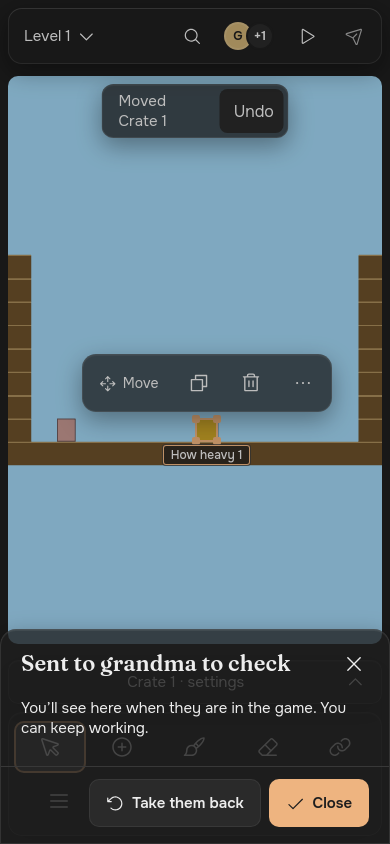 Level 1
G
+1
Moved
Crate 1
Undo
Move
How heavy 1
Sent to grandma to check
Crate 1 · settings
You'll see here when they are in the game. You
can keep working.
Take them back
Close